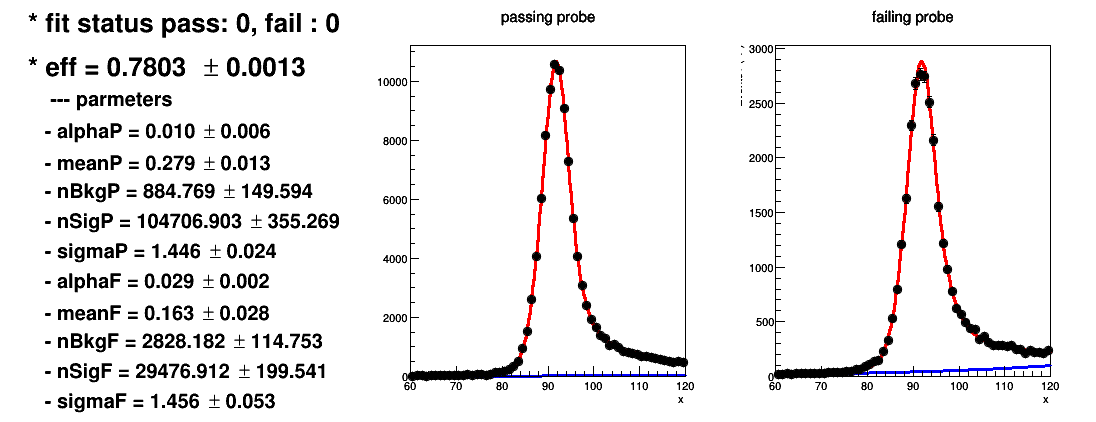 * fit status pass: 0, fail : 0
* eff = 0.7803 ± 0.0013
--- parmeters
- alphaP = 0.010 ± 0.006
- meanP = 0.279 ± 0.013
- nBkgP = 884.769 ± 149.594
- nSigP = 104706.903 ± 355.269
- sigmaP = 1.446 ± 0.024
- alphaF = 0.029 ± 0.002
- meanF = 0.163 ± 0.028
- nBkgF = 2828.182 ± 114.753
- nSigF = 29476.912 ± 199.541
- sigmaF = 1.456 ± 0.053
passing probe
10000
8000
6000
4000
2000
0
60 70 80 90 100 110 120
x
failing probe
3000
2500
2000
1500
1000
500
0
60 70 80 90 100 110 120
x